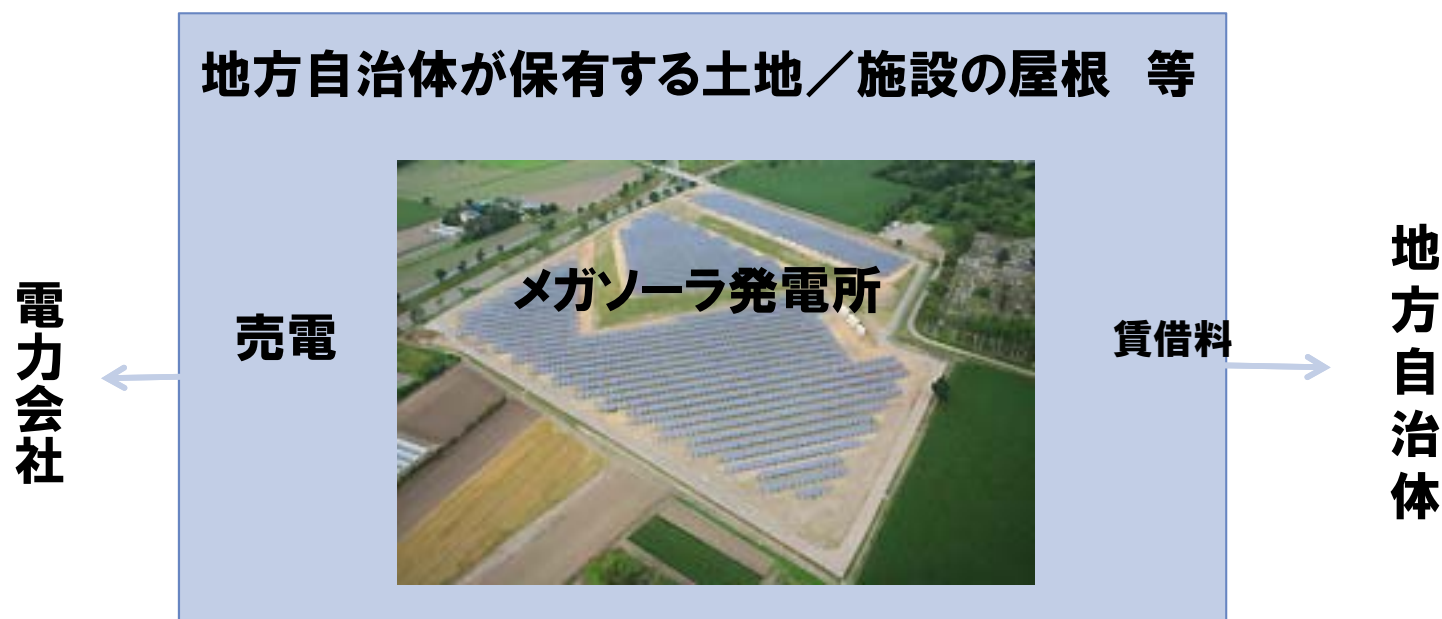 地方自治体が保有する土地／施設の屋根　等
電力会社
売電
メガソーラ発電所
賃借料
地方自治体